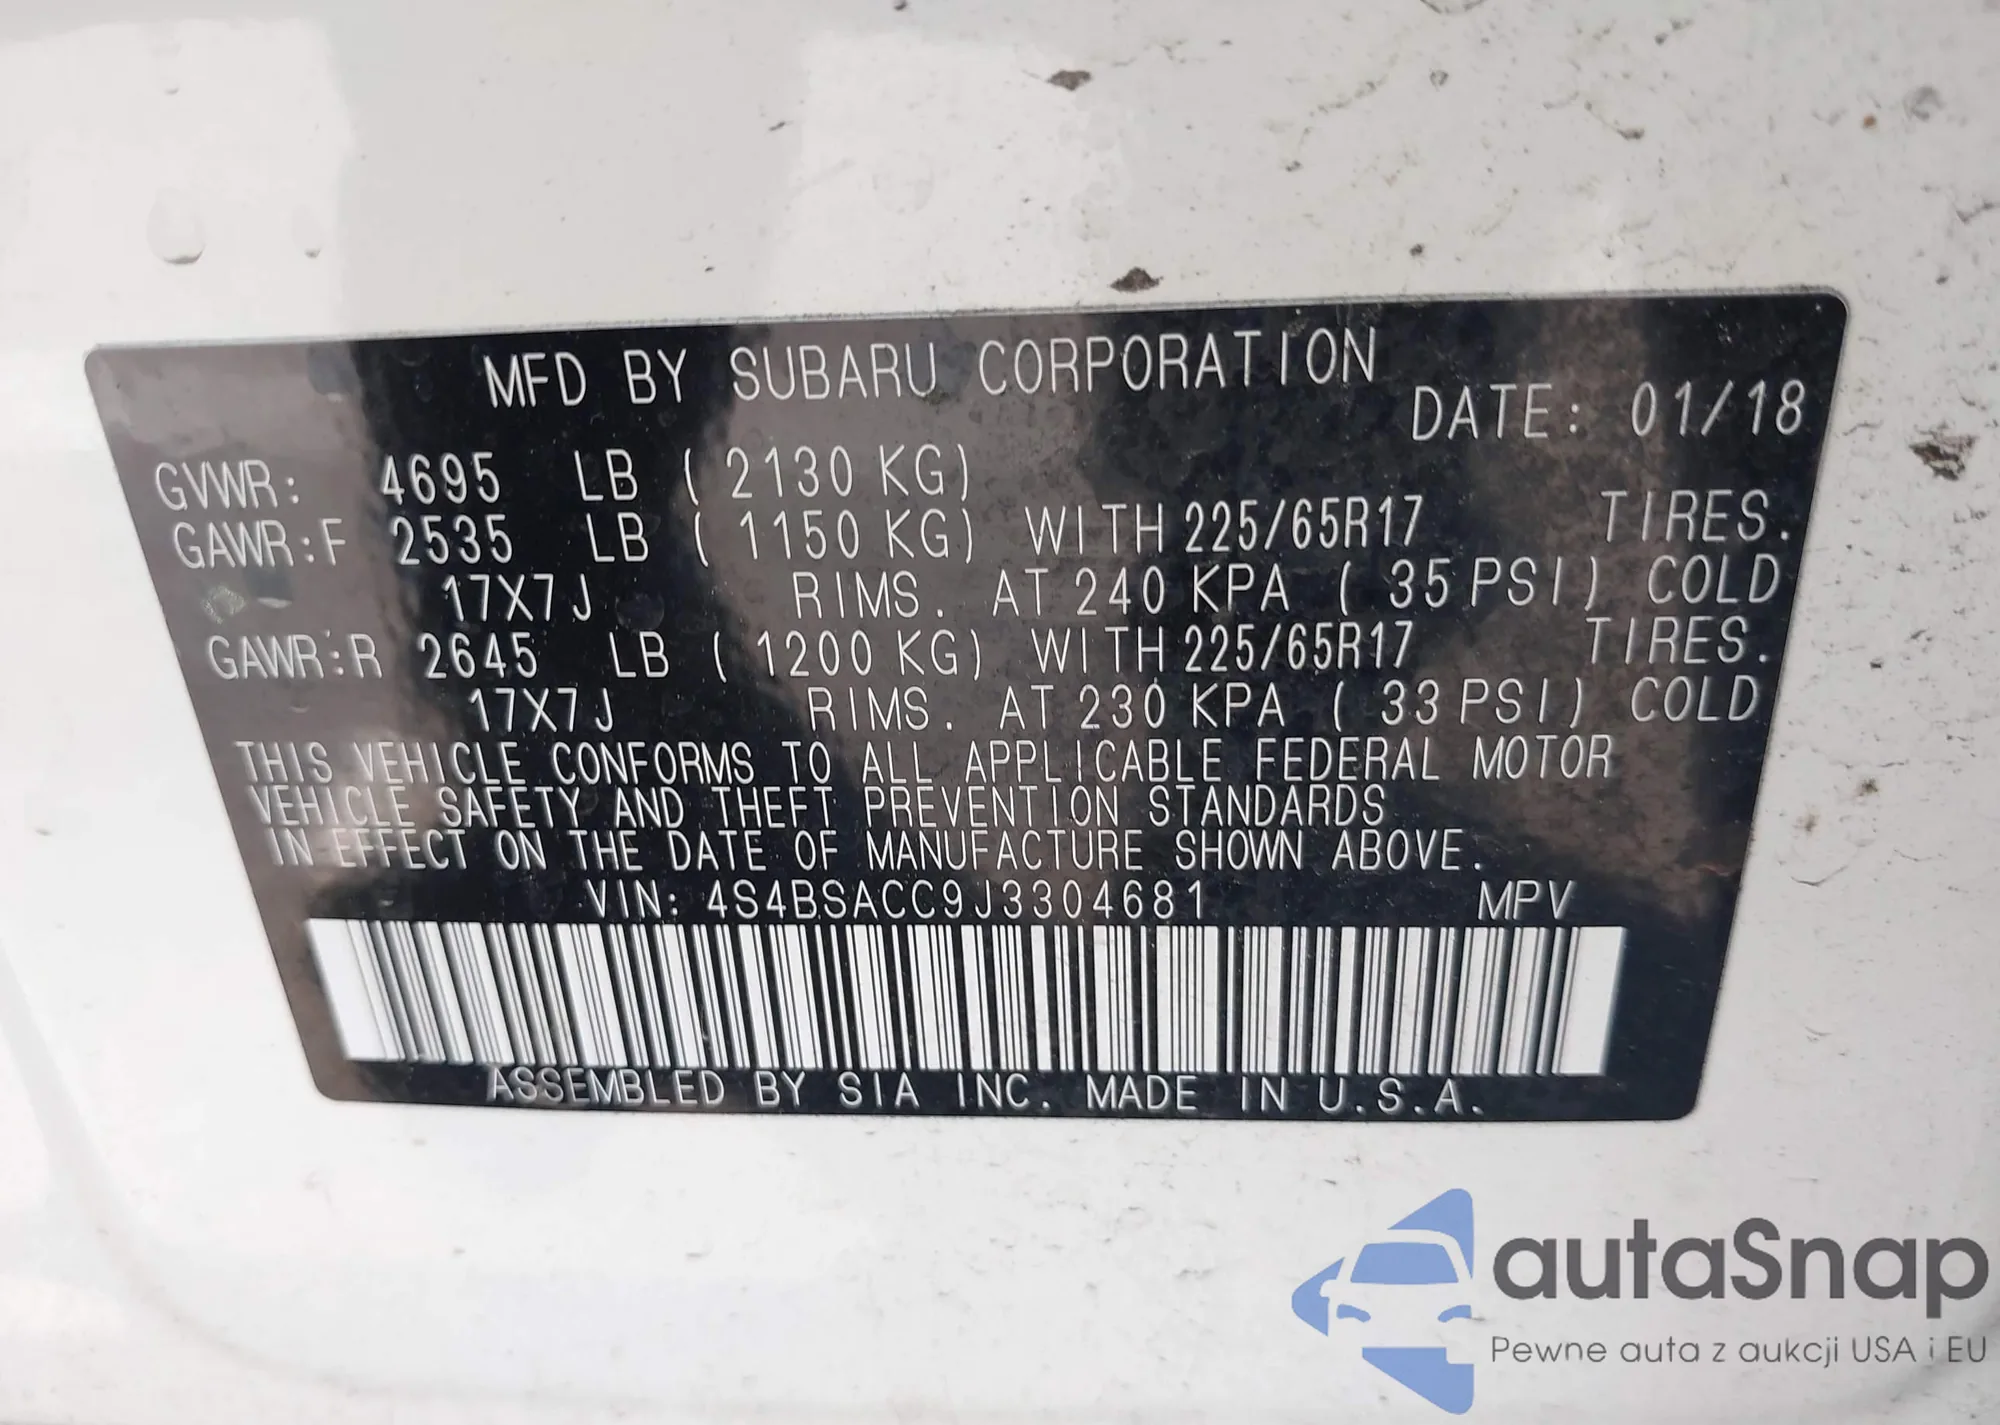 MFD BY SUBARU CORPORATION
DATE: 01/18
GVWR: 4695 LB ( 2130 KG)
GAWR:F 2535 LB ( 1150 KG) WITH 225/65R17 TIRES.
17X7J RIMS. AT 240 KPA ( 35 PSI) COLD
GAWR:R 2645 LB ( 1200 KG) WITH 225/65R17 TIRES.
17X7J RIMS. AT 230 KPA ( 33 PSI) COLD
THIS VEHICLE CONFORMS TO ALL APPLICABLE FEDERAL MOTOR
VEHICLE SAFETY AND THEFT PREVENTION STANDARDS
IN EFFECT ON THE DATE OF MANUFACTURE SHOWN ABOVE.
VIN: 4S4BSACC9J3304681 MPV
ASSEMBLED BY SIA INC. MADE IN U.S.A.
autaSnap
Pewne auta z aukcji USA i EU